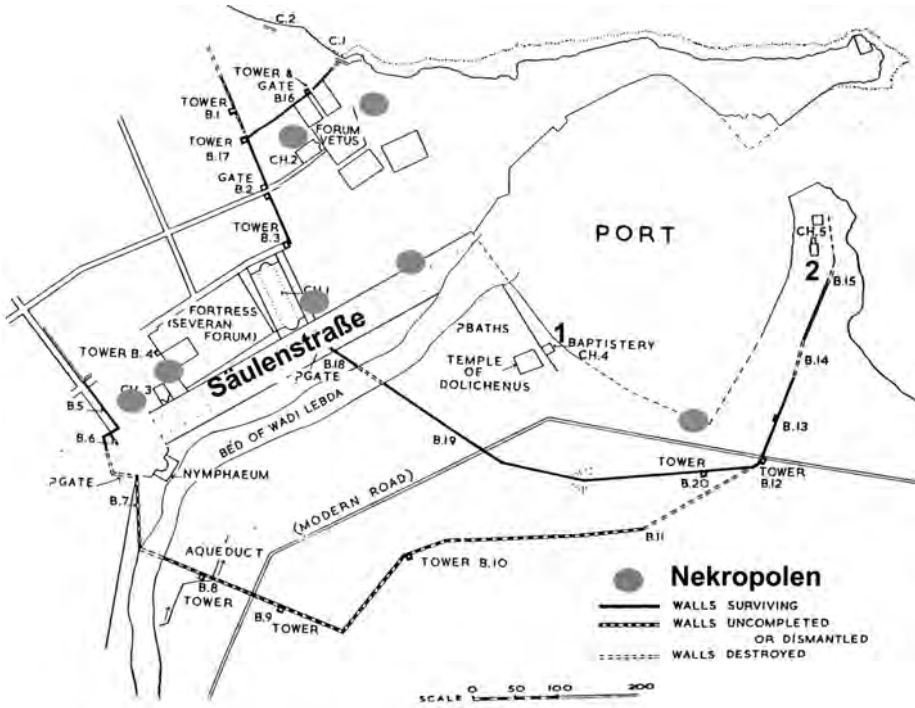 C.2
C.1
TOWER &
GATE
B.16
TOWER
B.1
FORUM
VETUS
TOWER
B.17
CH.2
GATE
B.2
TOWER
B.3
PORT
CH.5
2
B.15
CH.1
FORTRESS
(SEVERAN
FORUM)
?BATHS
1
BAPTISTERY
CH.4
TEMPLE
OF
DOLICHENUS
TOWER B.4
Säulenstraße
B.18
?GATE
B.14
CH.3
B.5
B.6
BED OF WADI LEBDA
B.19
B.13
?GATE
NYMPHAEUM
TOWER
B.20
TOWER
B.12
B.7
(MODERN ROAD)
B.11
AQUEDUCT
TOWER B.10
B.8
TOWER
B.9
TOWER
Nekropolen
WALLS SURVIVING
WALLS UNCOMPLETED
OR DISMANTLED
WALLS DESTROYED
SCALE 0 50 100 200